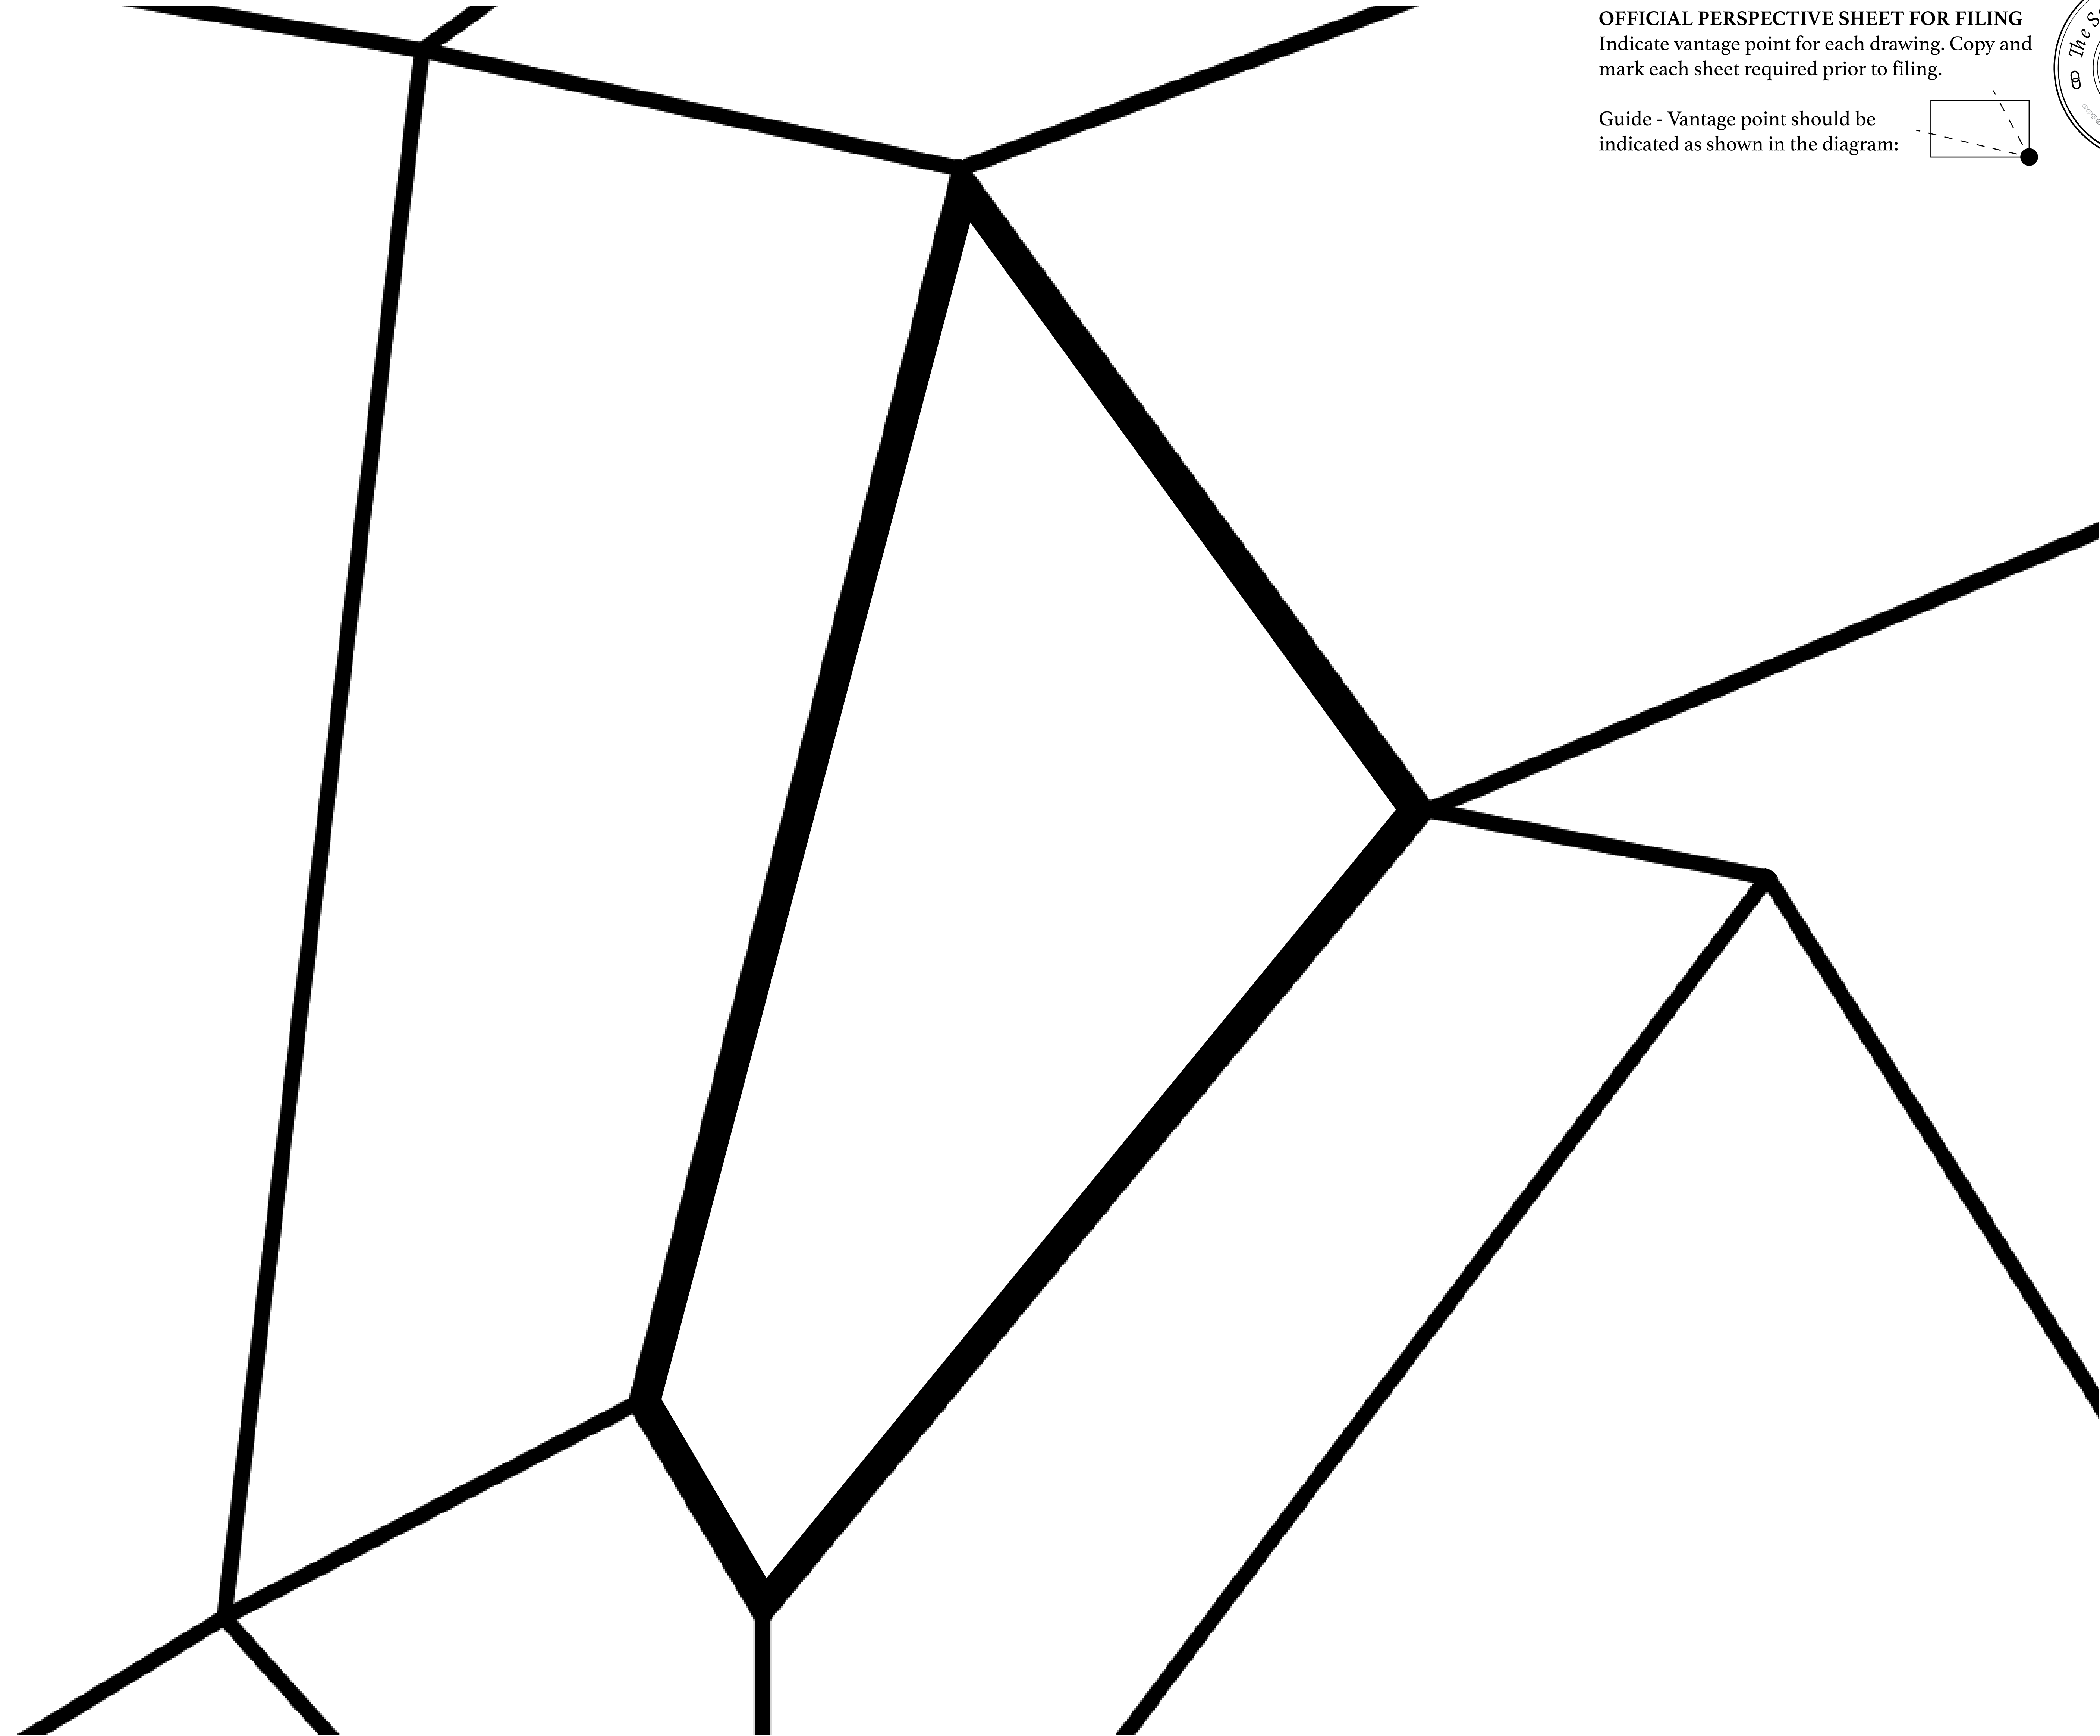 OFFICIAL PERSPECTIVE SHEET FOR FILING
Indicate vantage point for each drawing. Copy and
mark each sheet required prior to filing.
Guide - Vantage point should be
indicated as shown in the diagram:
The